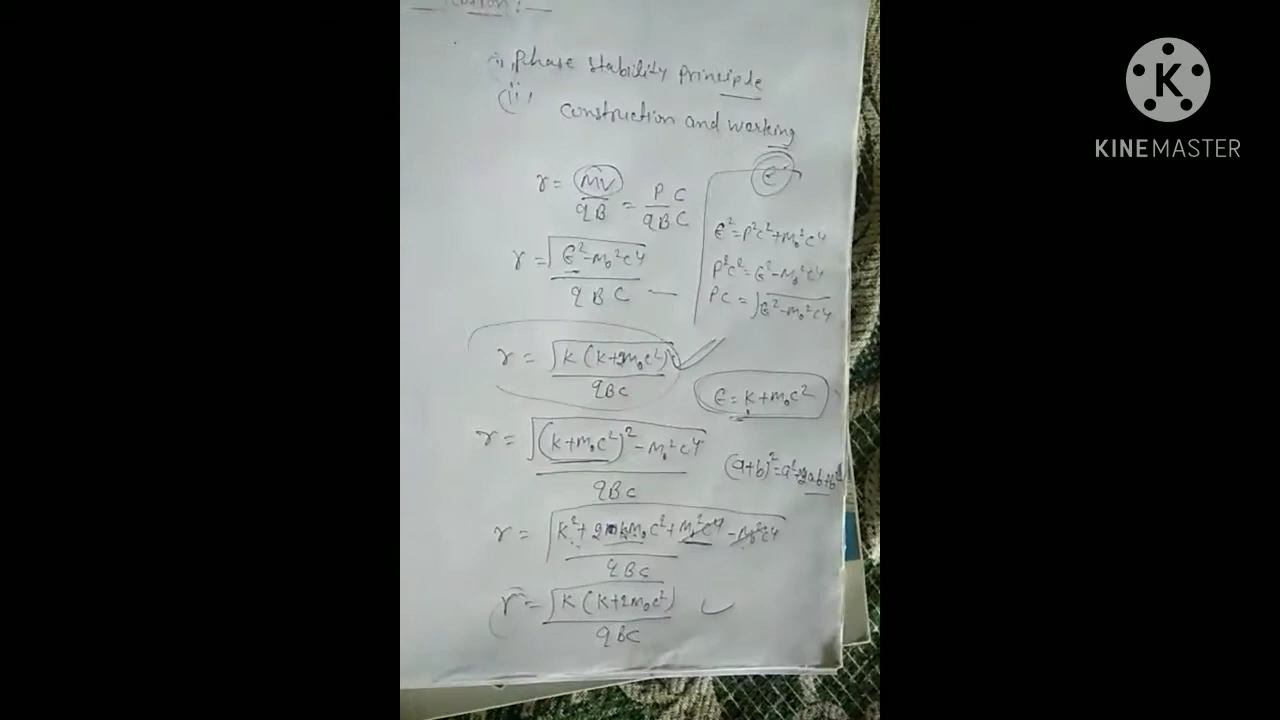 (i) Phase stability principle
(ii) construction and working
r = MV/qB = PC/qBC
r = √(E²-M₀²c⁴)/qBC
r = √(K(K+2M₀c²))/qBC
r = √((K+M₀c²)²-M₀²c⁴)/qBC
r = √(K²+2KM₀c²+M₀²c⁴-M₀²c⁴)/qBC
r = √(K(K+2M₀c²))/qBC
E
E²=P²c²+M₀²c⁴
P²c²=E²-M₀²c⁴
PC=√(E²-M₀²c⁴)
E=K+M₀c²
(a+b)²=a²+2ab+b²
K
KINEMASTER